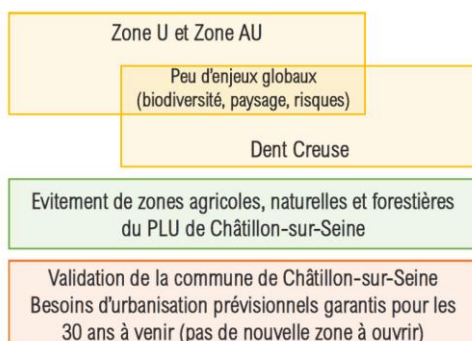 Zone U et Zone AU
Peu d'enjeux globaux
(biodiversité, paysage, risques)
Dent Creuse
Evitement de zones agricoles, naturelles et forestières
du PLU de Châtillon-sur-Seine
Validation de la commune de Châtillon-sur-Seine
Besoins d'urbanisation prévisionnels garantis pour les
30 ans à venir (pas de nouvelle zone à ouvrir)